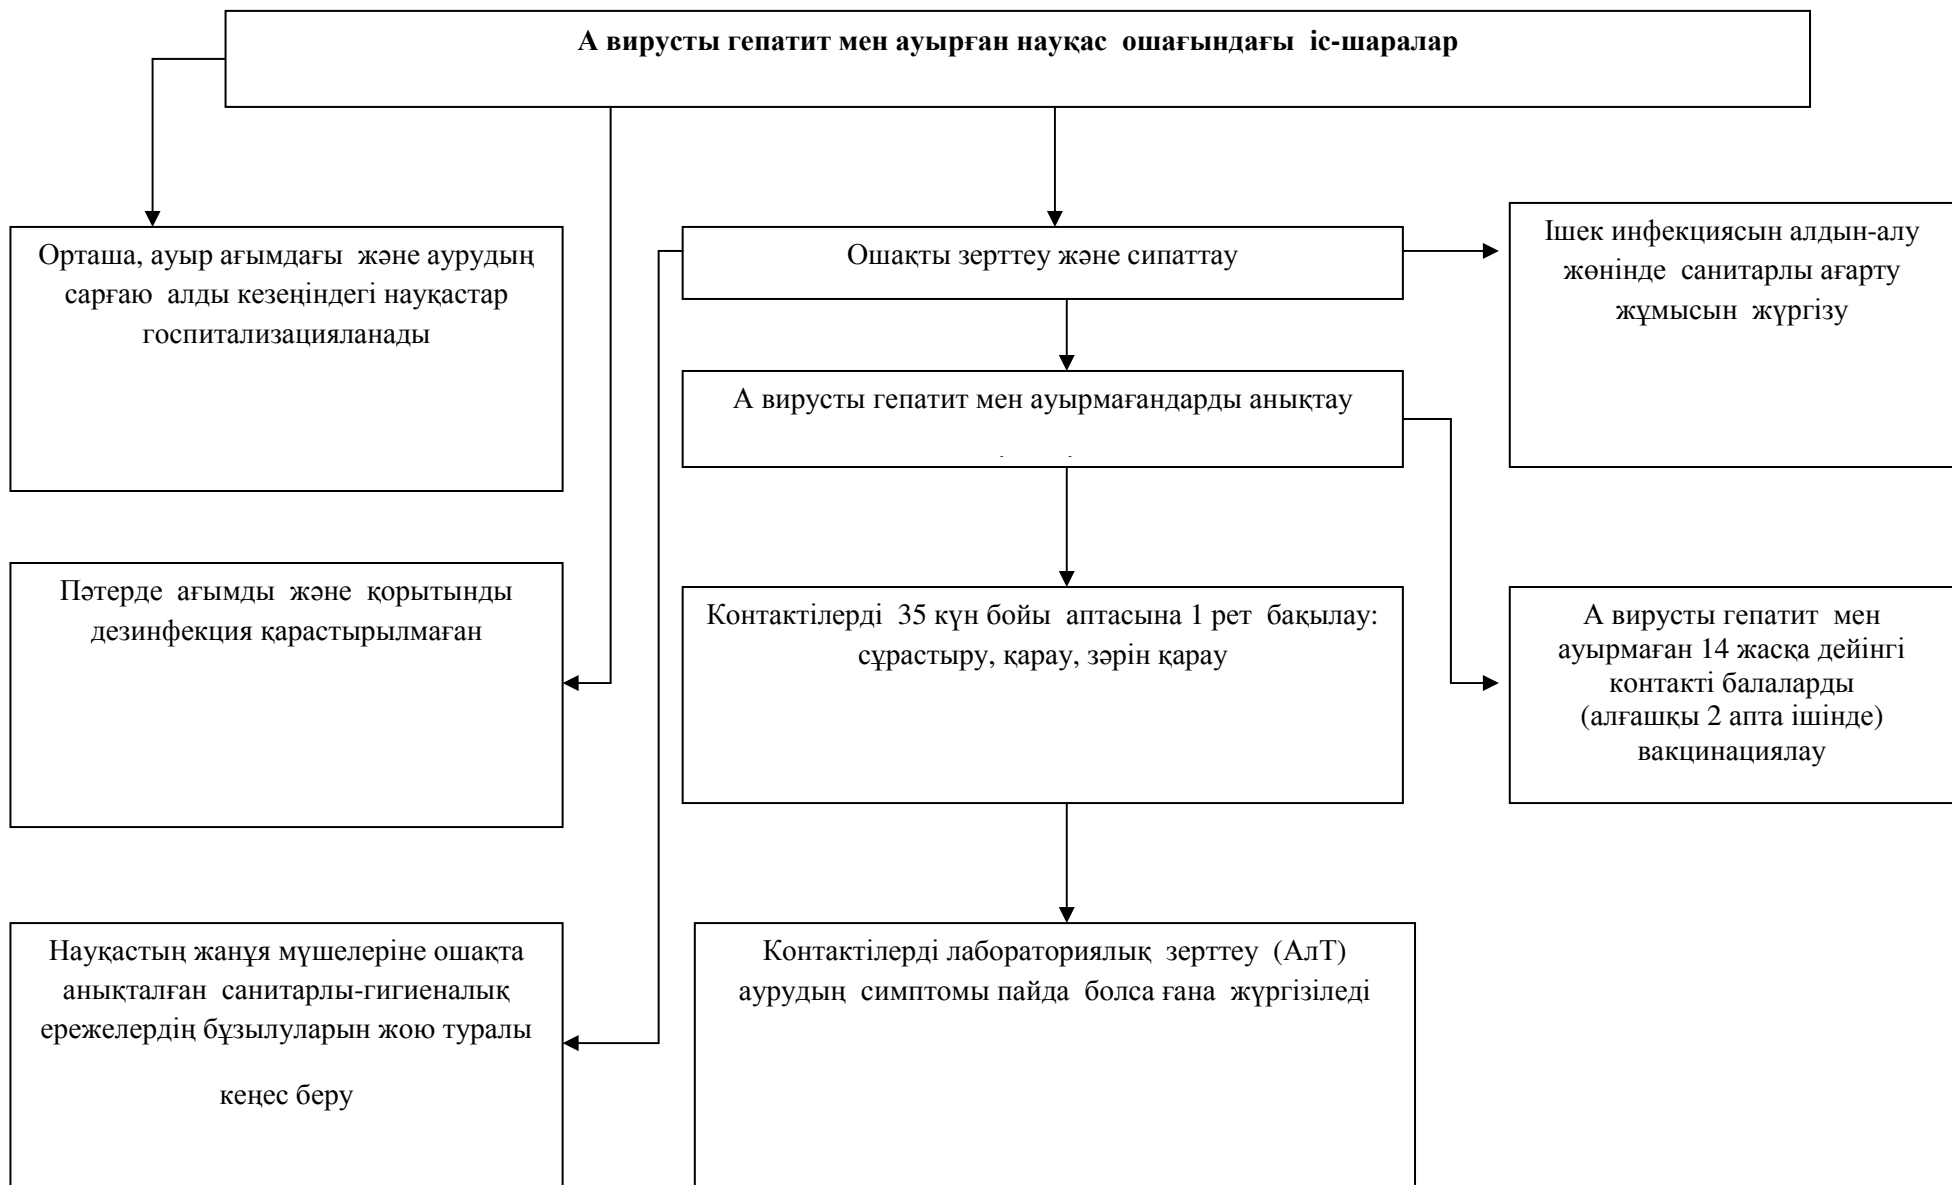 А вирусты гепатит мен ауырған науқас ошағындағы іс-шаралар
Орташа, ауыр ағымдағы және аурудың
сарғаю алды кезеңіндегі науқастар
госпитализацияланады
Ошақты зерттеу және сипаттау
Ішек инфекциясын алдын-алу
жөнінде санитарлы ағарту
жұмысын жүргізу
А вирусты гепатит мен ауырмағандарды анықтау
Пәтерде ағымды және қорытынды
дезинфекция қарастырылмаған
Контактілерді 35 күн бойы аптасына 1 рет бақылау:
сұрастыру, қарау, зәрін қарау
А вирусты гепатит мен
ауырмаған 14 жасқа дейінгі
контакті балаларды
(алғашқы 2 апта ішінде)
вакцинациялау
Науқастың жанұя мүшелеріне ошақта
анықталған санитарлы-гигиеналық
ережелердің бұзылуларын жою туралы
кеңес беру
Контактілерді лабораториялық зерттеу (АлТ)
аурудың симптомы пайда болса ғана жүргізіледі